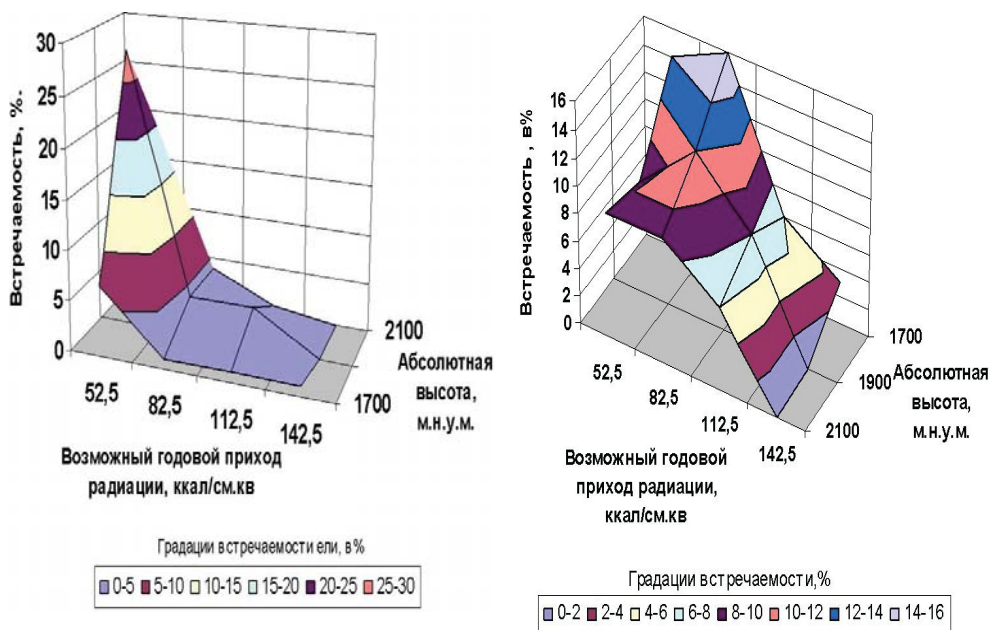 30
25
20
15
10
5
0
Встречаемость, %.
52,5
82,5
112,5
142,5
2100
1700
Абсолютная
высота,
м.н.у.м.
Возможный годовой приход
радиации, ккал/см.кв
Градации встречаемости ели, в%
0-5 5-10 10-15 15-20 20-25 25-30
16
14
12
10
8
6
4
2
0
Встречаемость , в%
52,5
82,5
112,5
142,5
1700
1900
2100
Абсолютная
высота,
м.н.у.м.
Возможный годовой
приход радиации,
ккал/см.кв
Градации встречаемости,%
0-2 2-4 4-6 6-8 8-10 10-12 12-14 14-16